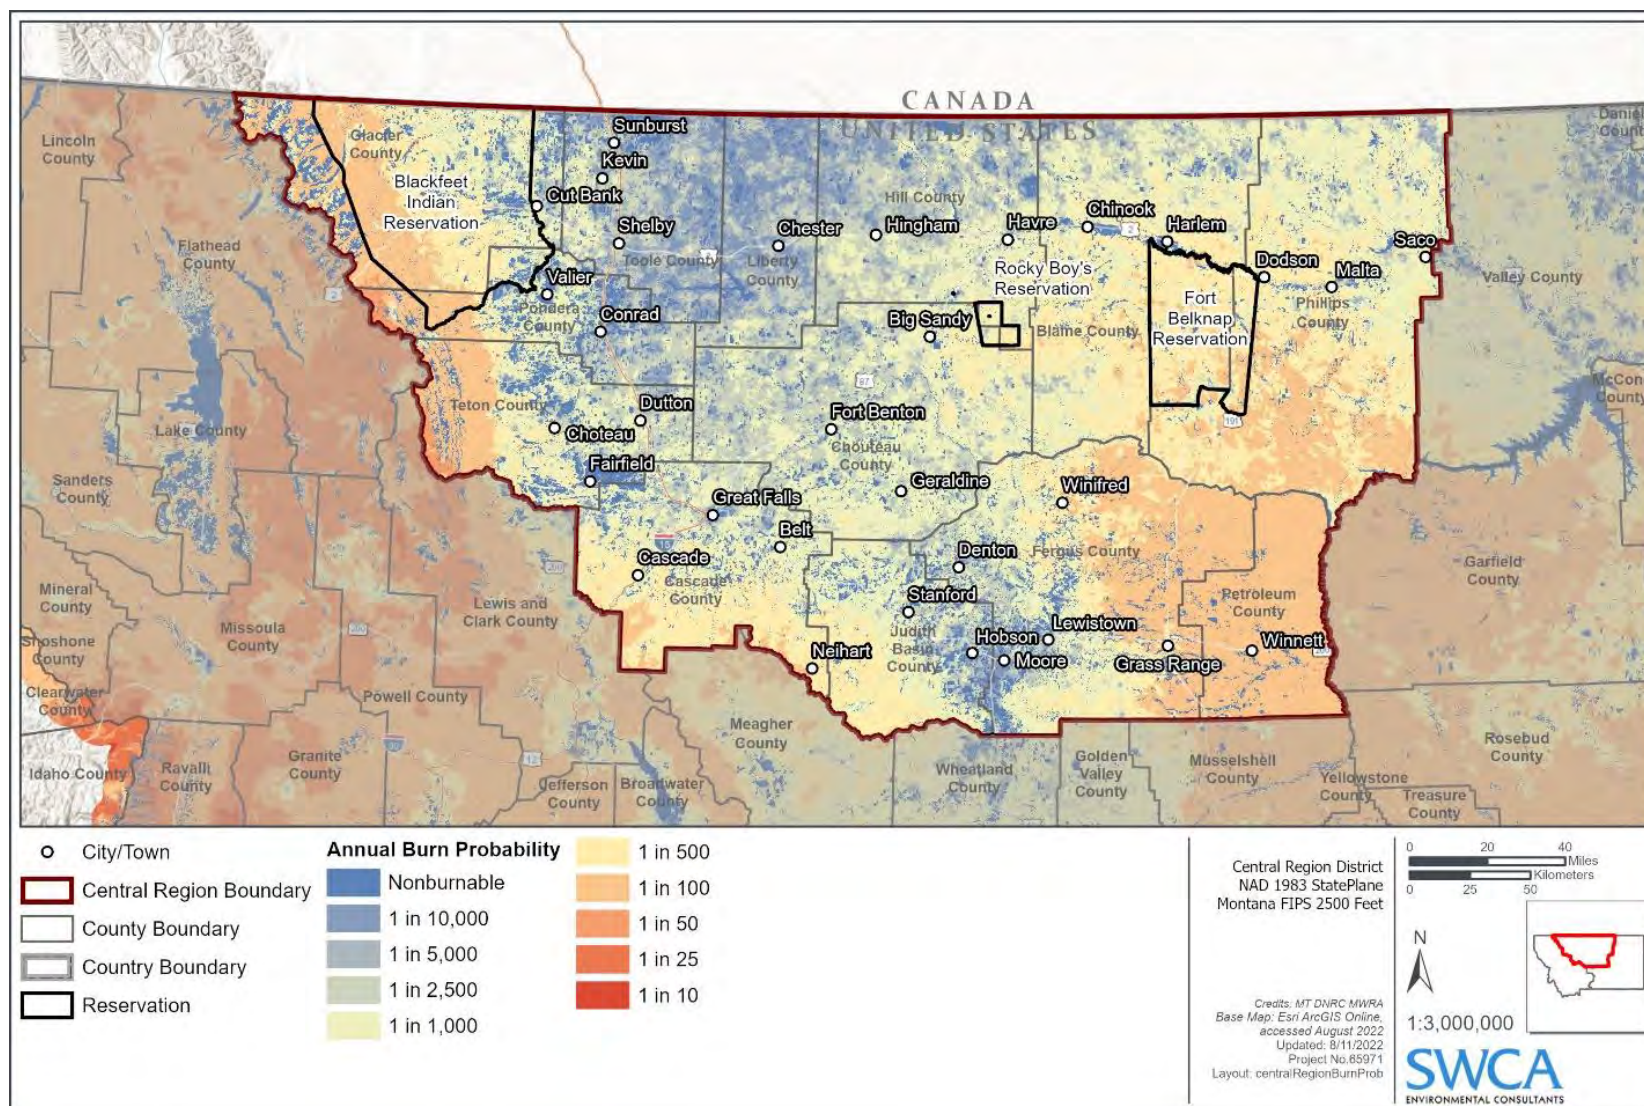 CANADA
UNITED STATES
Lincoln
County
Glacier
County
Blackfeet
Indian
Reservation
Sunburst
Kevin
Cut Bank
Shelby
Toole County
Chester
Liberty
County
Hill County
Hingham
Havre
Chinook
2
Harlem
Dodson
Malta
Saco
Phillips
County
Valley County
Flathead
County
2
Valier
Pondera
County
Conrad
Rocky Boy's
Reservation
Big Sandy
Blaine County
Fort
Belknap
Reservation
191
87
Lake County
Teton County
Dutton
Choteau
Fairfield
Fort Benton
Chouteau
County
Geraldine
Winifred
Sanders
County
Great Falls
15
Belt
Cascade
Cascade
County
Denton
Fergus County
Stanford
Judith
Basin
County
Hobson
Moore
Lewistown
Grass Range
Petroleum
County
Winnett
200
Garfield
County
Mineral
County
Shoshone
County
Missoula
County
200
200
Lewis and
Clark County
Neihart
Clearwater
County
Powell County
Meagher
County
Idaho County
Ravalli
County
Granite
County
12
Jefferson
County
Broadwater
County
Wheatland
County
Golden
Valley
County
Musselshell
County
Yellowstone
County
Rosebud
County
Treasure
County
City/Town
Central Region Boundary
County Boundary
Country Boundary
Reservation
Annual Burn Probability
Nonburnable
1 in 10,000
1 in 5,000
1 in 2,500
1 in 1,000
1 in 500
1 in 100
1 in 50
1 in 25
1 in 10
Central Region District
NAD 1983 StatePlane
Montana FIPS 2500 Feet
Credits: MT DNRC MWRA
Base Map: Esri ArcGIS Online,
accessed August 2022
Updated: 8/11/2022
Project No.65971
Layout: centralRegionBurnProb
0 20 40
Miles
Kilometers
0 25 50
N
1:3,000,000
SWCA
ENVIRONMENTAL CONSULTANTS